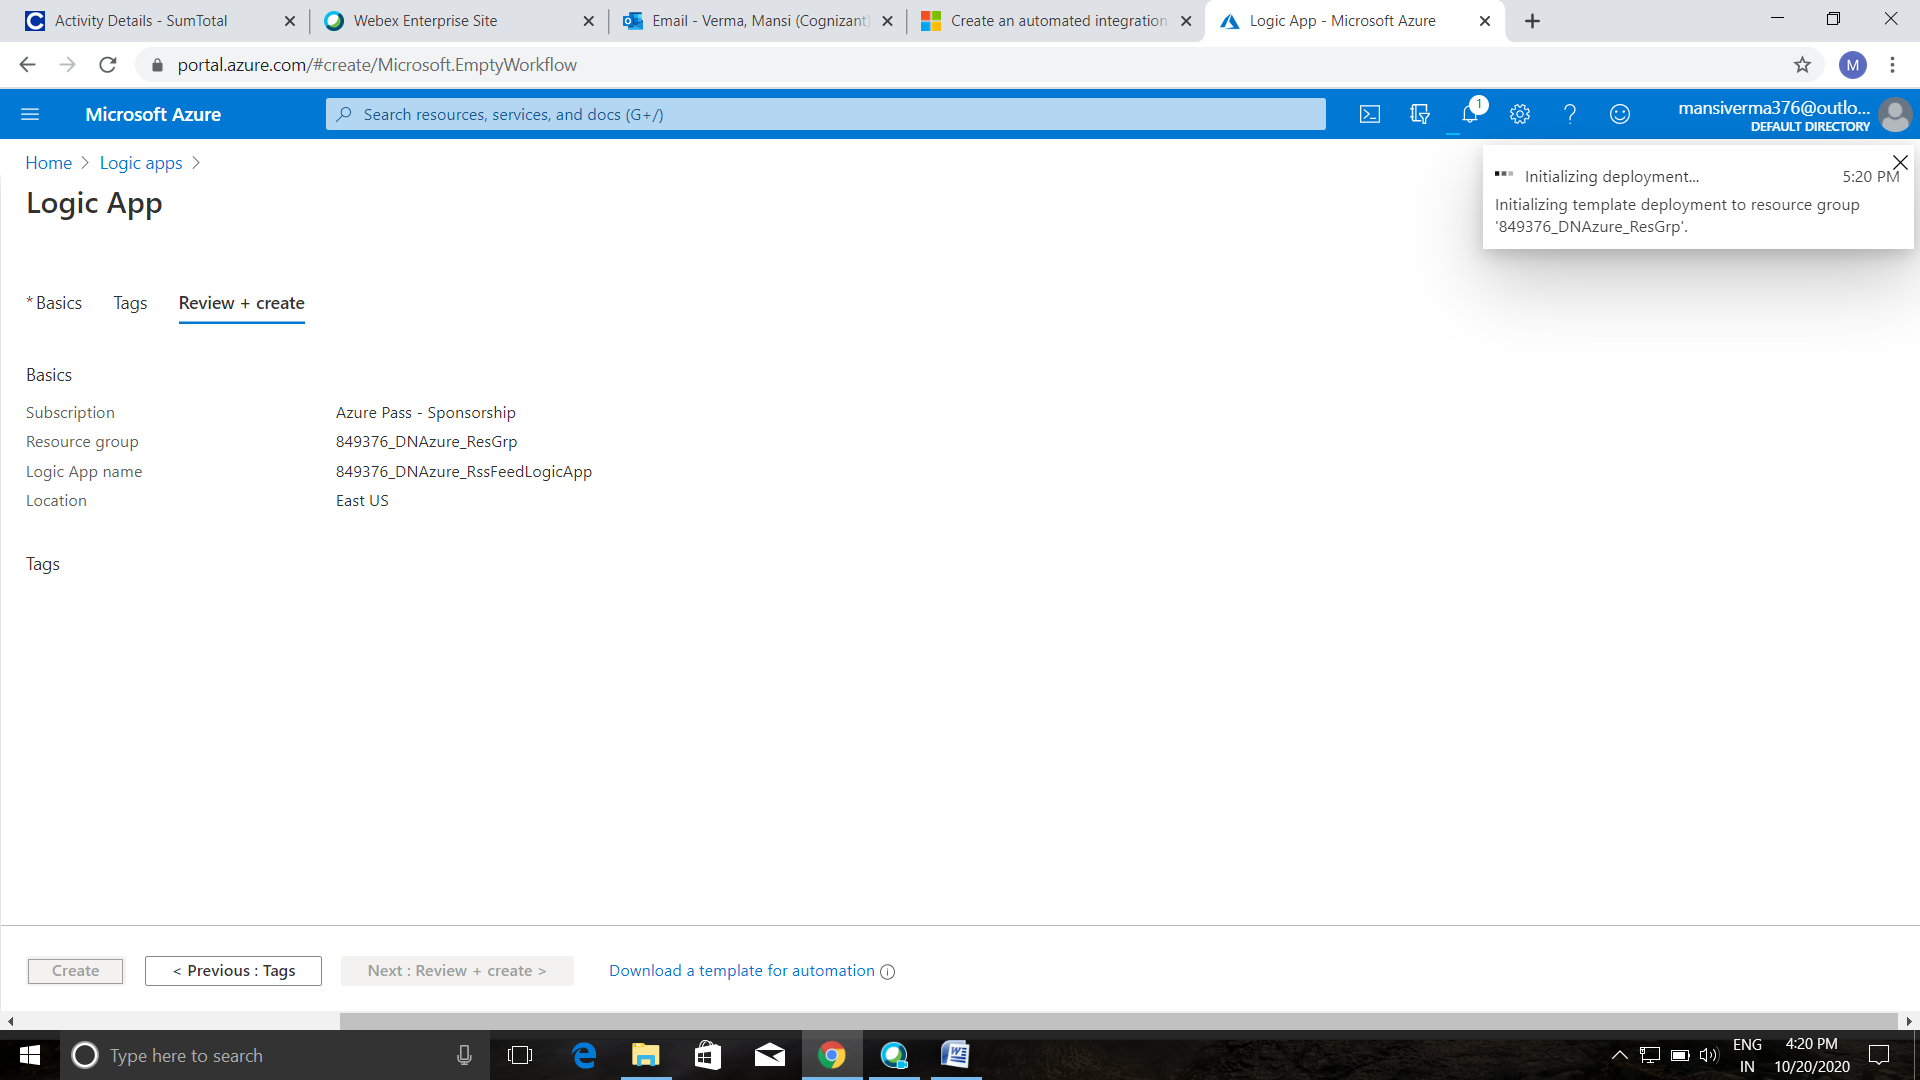 Activity Details - SumTotal
Webex Enterprise Site
Email - Verma, Mansi (Cognizant)
Create an automated integration
Logic App - Microsoft Azure
portal.azure.com/#create/Microsoft.EmptyWorkflow
M
Microsoft Azure
Search resources, services, and docs (G+/)
1
mansiverma376@outlo...
DEFAULT DIRECTORY
Home > Logic apps >
Logic App
Initializing deployment...
5:20 PM
Initializing template deployment to resource group
'849376_DNAzure_ResGrp'.
* Basics
Tags
Review + create
Basics
Subscription
Azure Pass - Sponsorship
Resource group
849376_DNAzure_ResGrp
Logic App name
849376_DNAzure_RssFeedLogicApp
Location
East US
Tags
Create
< Previous : Tags
Next : Review + create >
Download a template for automation
Type here to search
ENG
IN
4:20 PM
10/20/2020